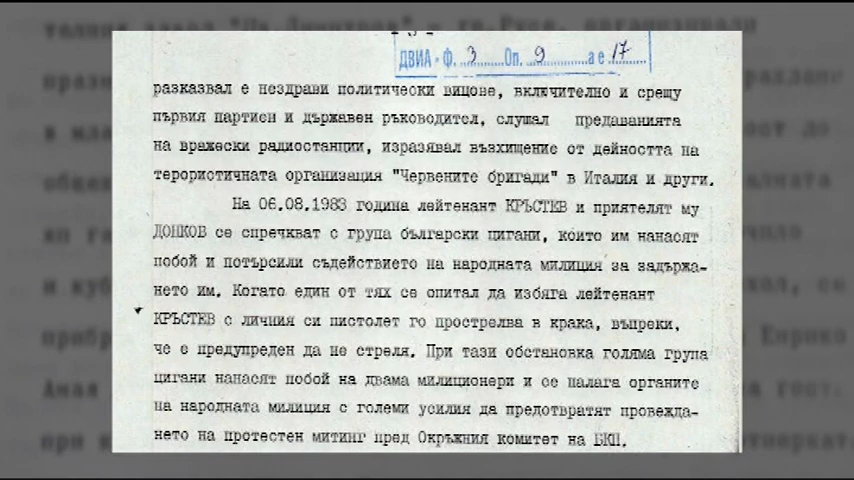 ДВИА - Ф. 3 Оп. 9 а е 17
разказвал е нездрави политически вицове, включително и срещу
първия партиен и държавен ръководител, слушал предаванията
на вражески радиостанции, изразявал възхищение от дейността на
терористичната организация "Червените бригади" в Италия и други.
На 06.08.1983 година лейтенант КРЪСТЕВ и приятелят му
ДОНКОВ се спречкват с група български цигани, които им нанасят
побой и потърсили съдействието на народната милиция за задържа-
нето им. Когато един от тях се опитал да избяга лейтенант
КРЪСТЕВ с личния си пистолет го прострелва в крака, въпреки,
че е предупреден да не стреля. При тази обстановка голяма група
цигани нанасят побой на двама милиционери и се налага органите
на народната милиция с големи усилия да предотвратят провежда-
нето на протестен митинг пред Окръжния комитет на БКП.